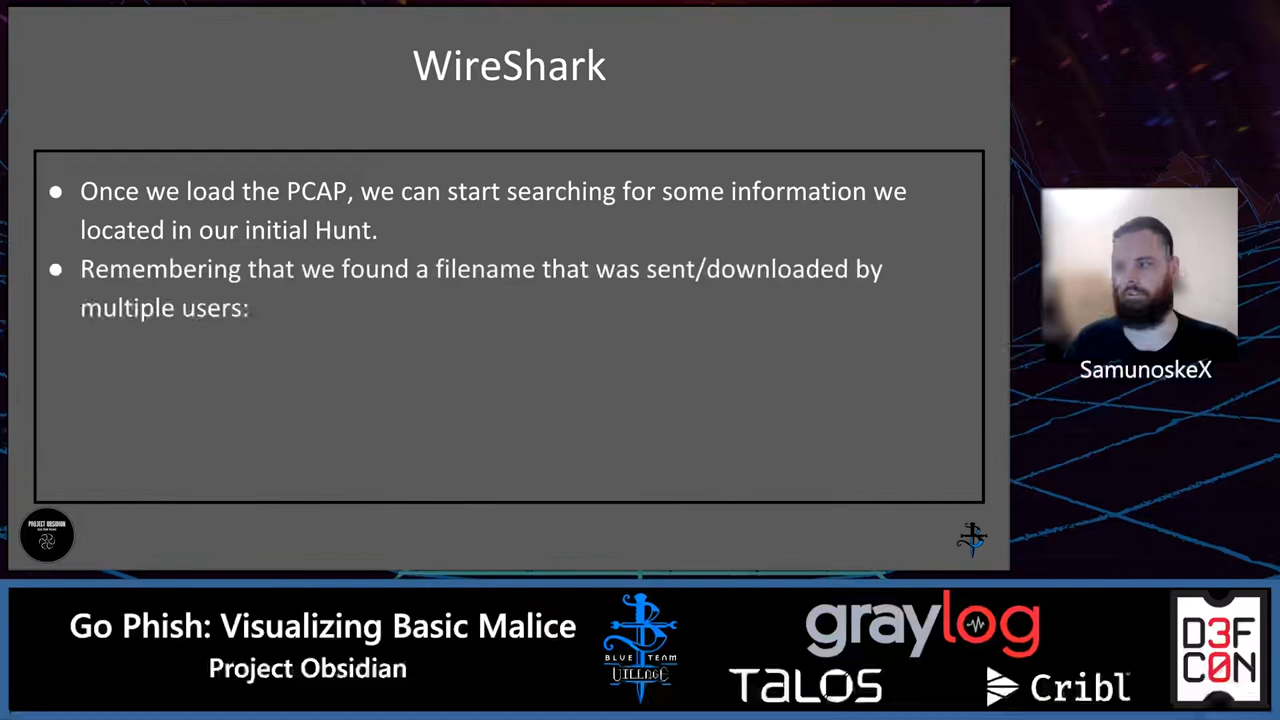 WireShark
● Once we load the PCAP, we can start searching for some information we
located in our initial Hunt.
● Remembering that we found a filename that was sent/downloaded by
multiple users:
SamunoskeX
PROJECT OBSIDIAN
Go Phish: Visualizing Basic Malice
Project Obsidian
BLUE TEAM
VILLAGE
graylog
TALOS
Cribl
D3F
C0N